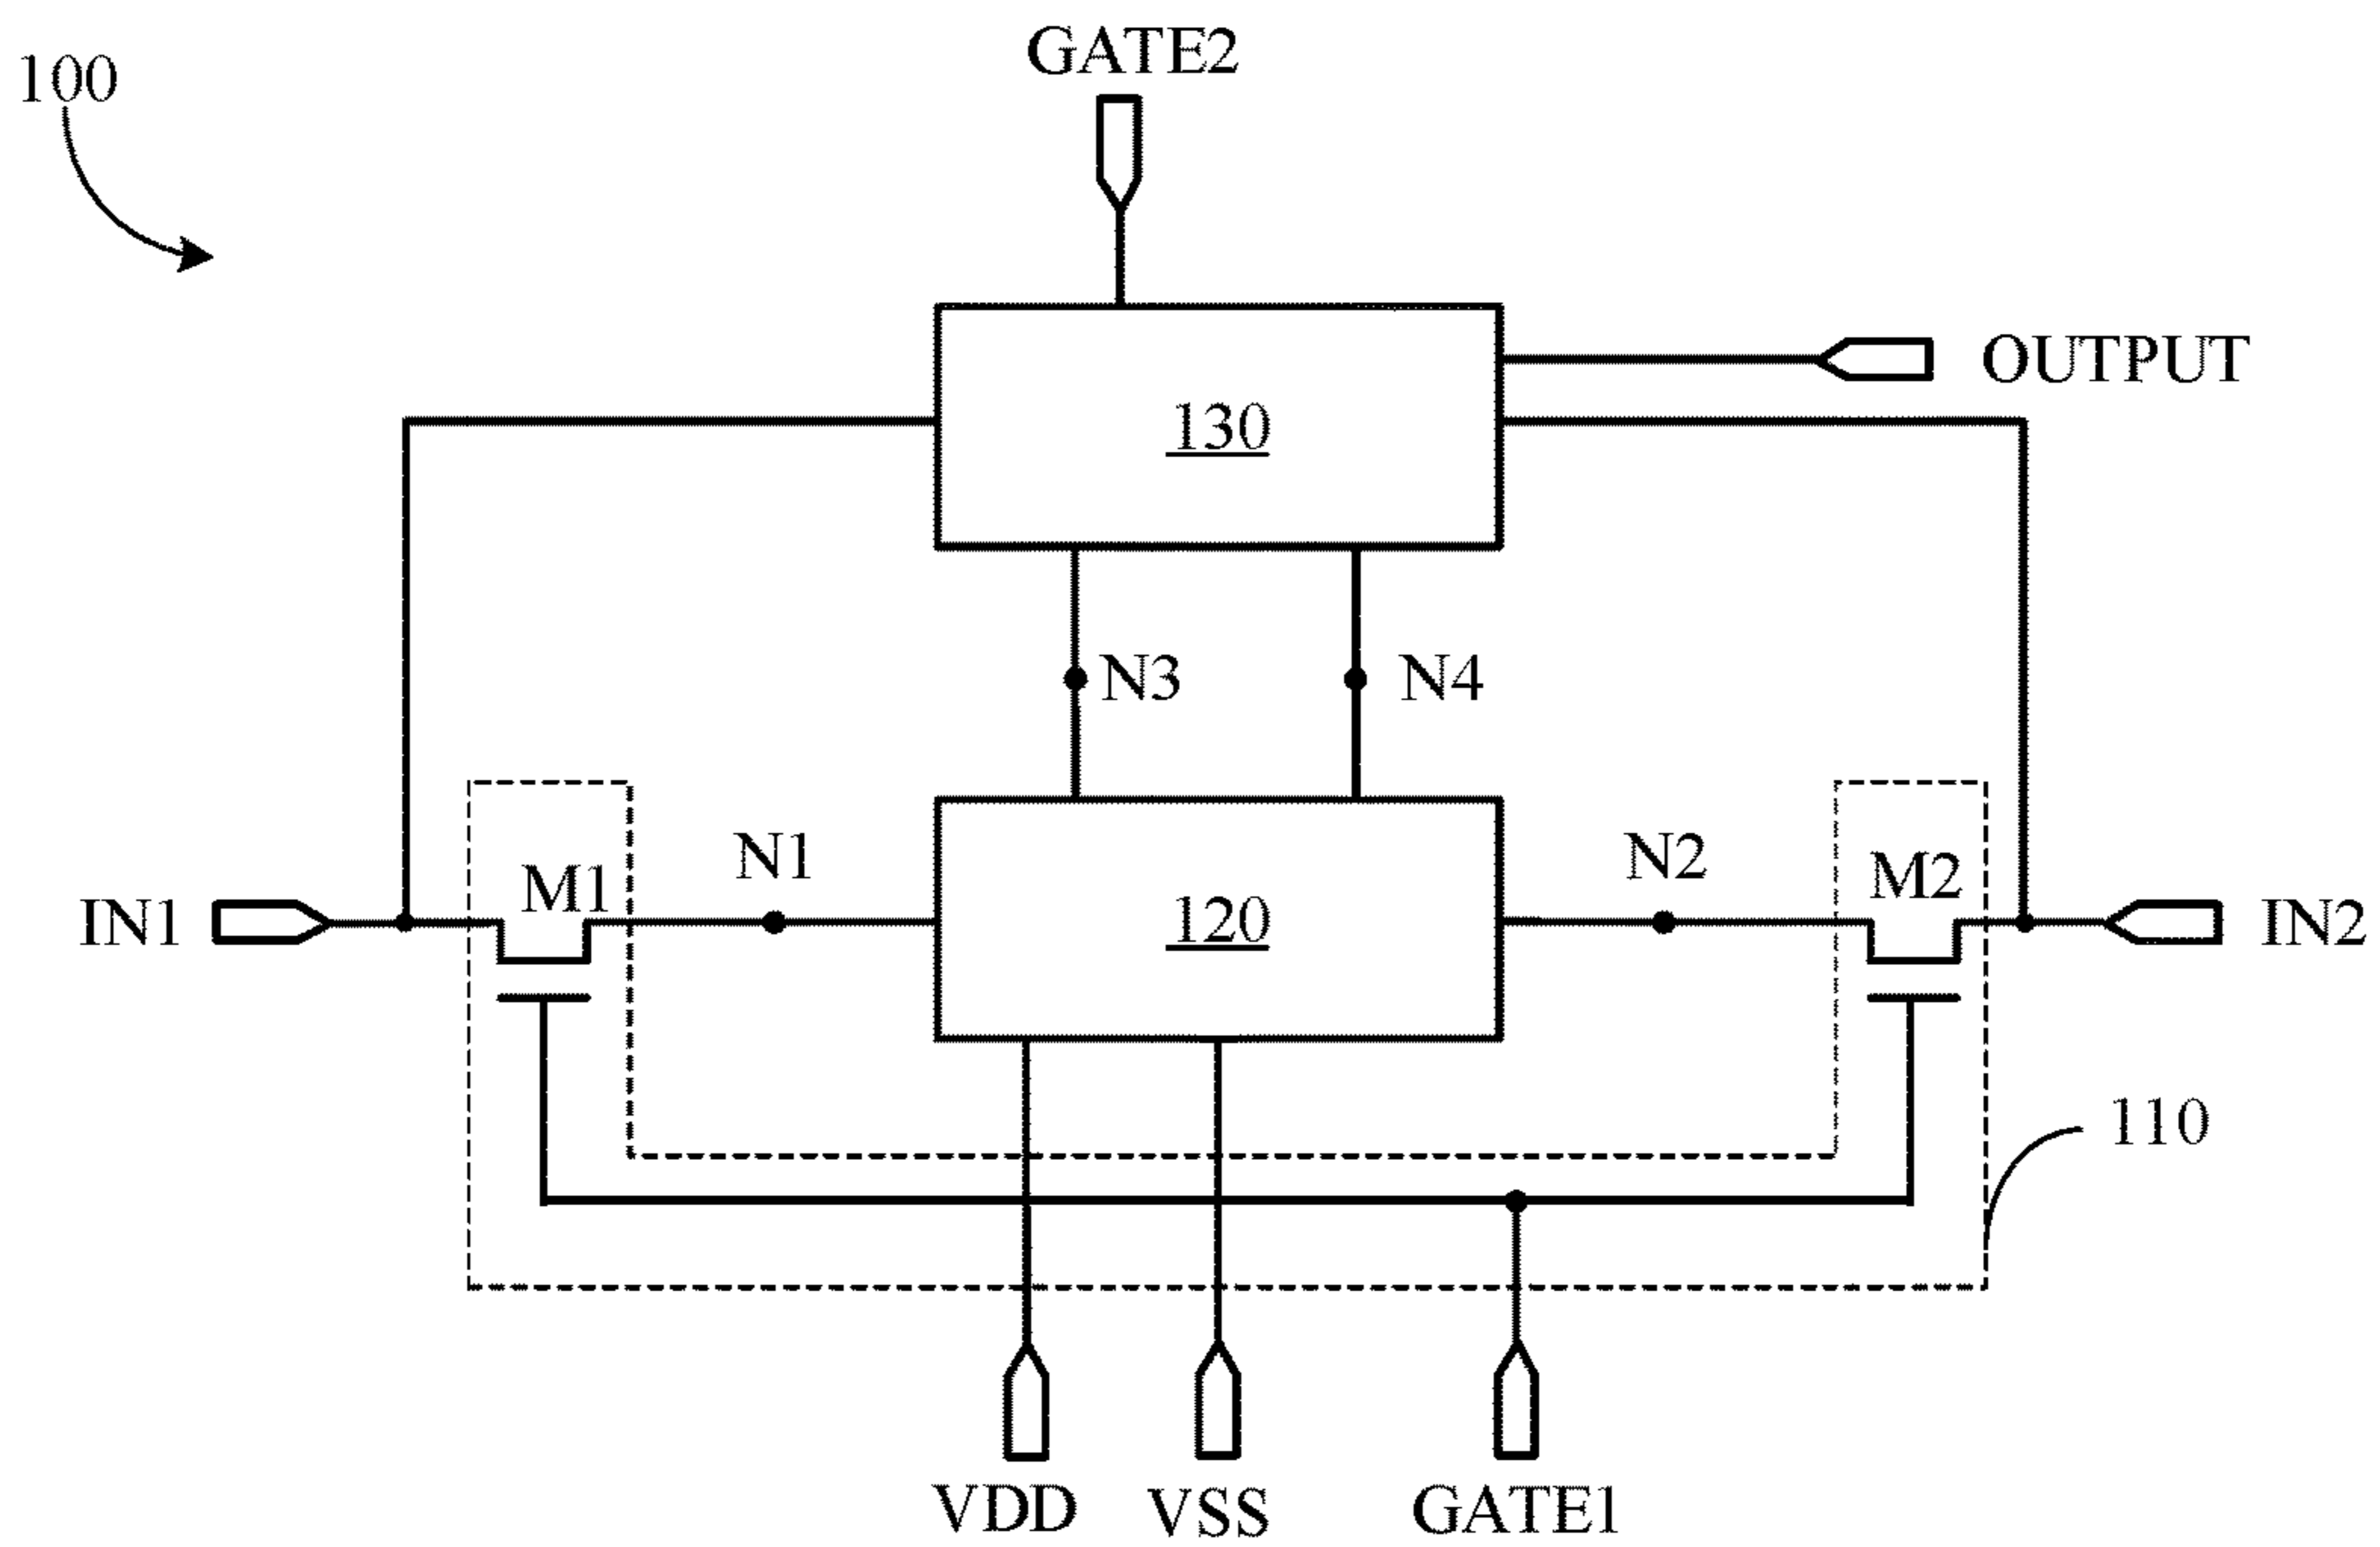 GATE2
100
OUTPUT
130
N3
N4
N1
N2
M1
M2
IN1
120
IN2
110
VDD
VSS
GATE1